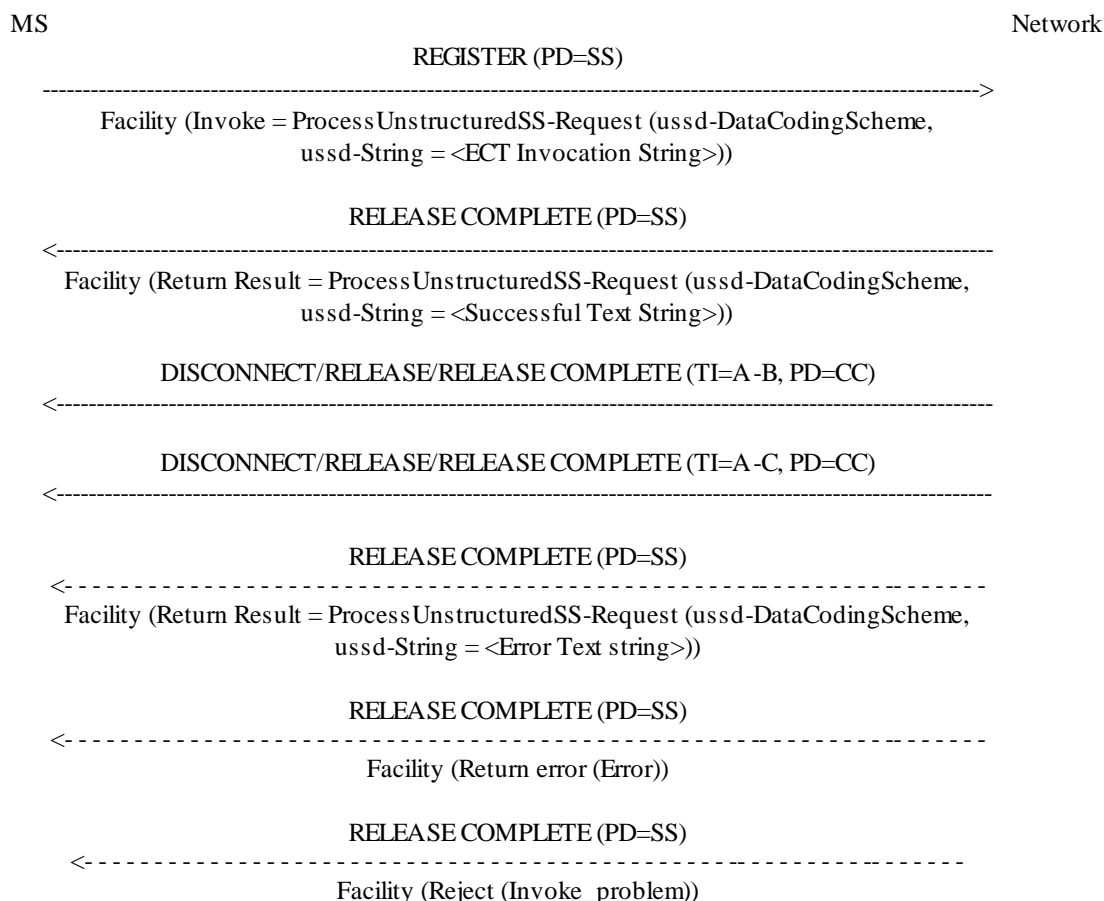 MS Network
REGISTER (PD=SS)
Facility (Invoke = ProcessUnstructuredSS-Request (ussd-DataCodingScheme,
ussd-String = <ECT Invocation String>))
RELEASE COMPLETE (PD=SS)
Facility (Return Result = ProcessUnstructuredSS-Request (ussd-DataCodingScheme,
ussd-String = <Successful Text String>))
DISCONNECT/RELEASE/RELEASE COMPLETE (TI=A-B, PD=CC)
DISCONNECT/RELEASE/RELEASE COMPLETE (TI=A-C, PD=CC)
RELEASE COMPLETE (PD=SS)
Facility (Return Result = ProcessUnstructuredSS-Request (ussd-DataCodingScheme,
ussd-String = <Error Text string>))
RELEASE COMPLETE (PD=SS)
Facility (Return error (Error))
RELEASE COMPLETE (PD=SS)
Facility (Reject (Invoke_problem))